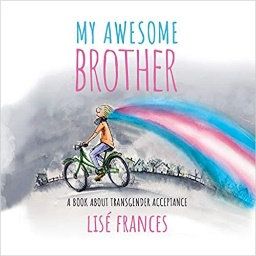 MY AWESOME
BROTHER
A BOOK ABOUT TRANSGENDER ACCEPTANCE
LISÉ FRANCES